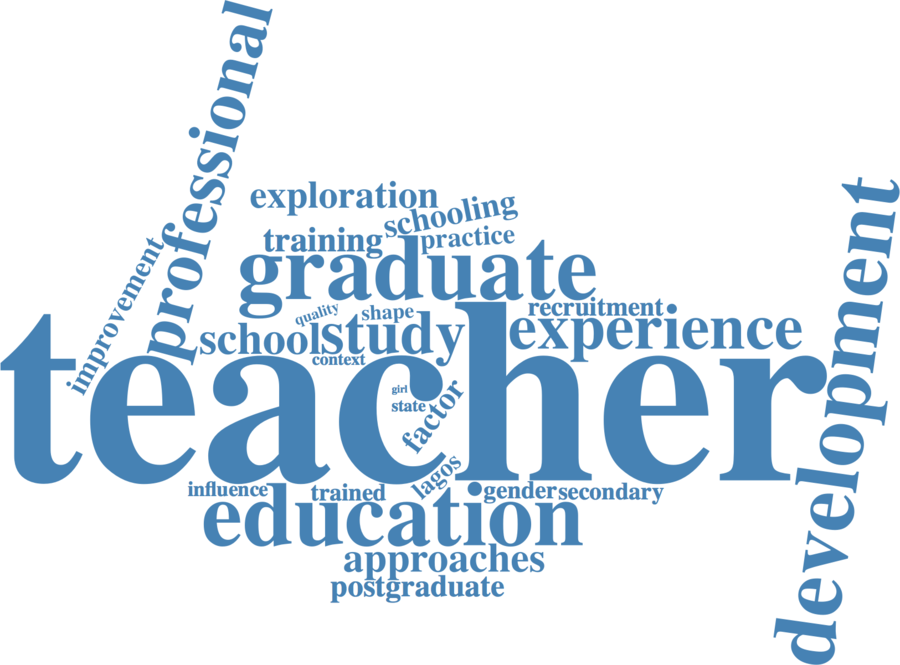 professional
development
exploration
schooling
training
practice
improvement
graduate
quality
shape
recruitment
school
study
experience
context
teacher
girl
state
factor
lagos
influence
trained
gender
secondary
education
approaches
postgraduate